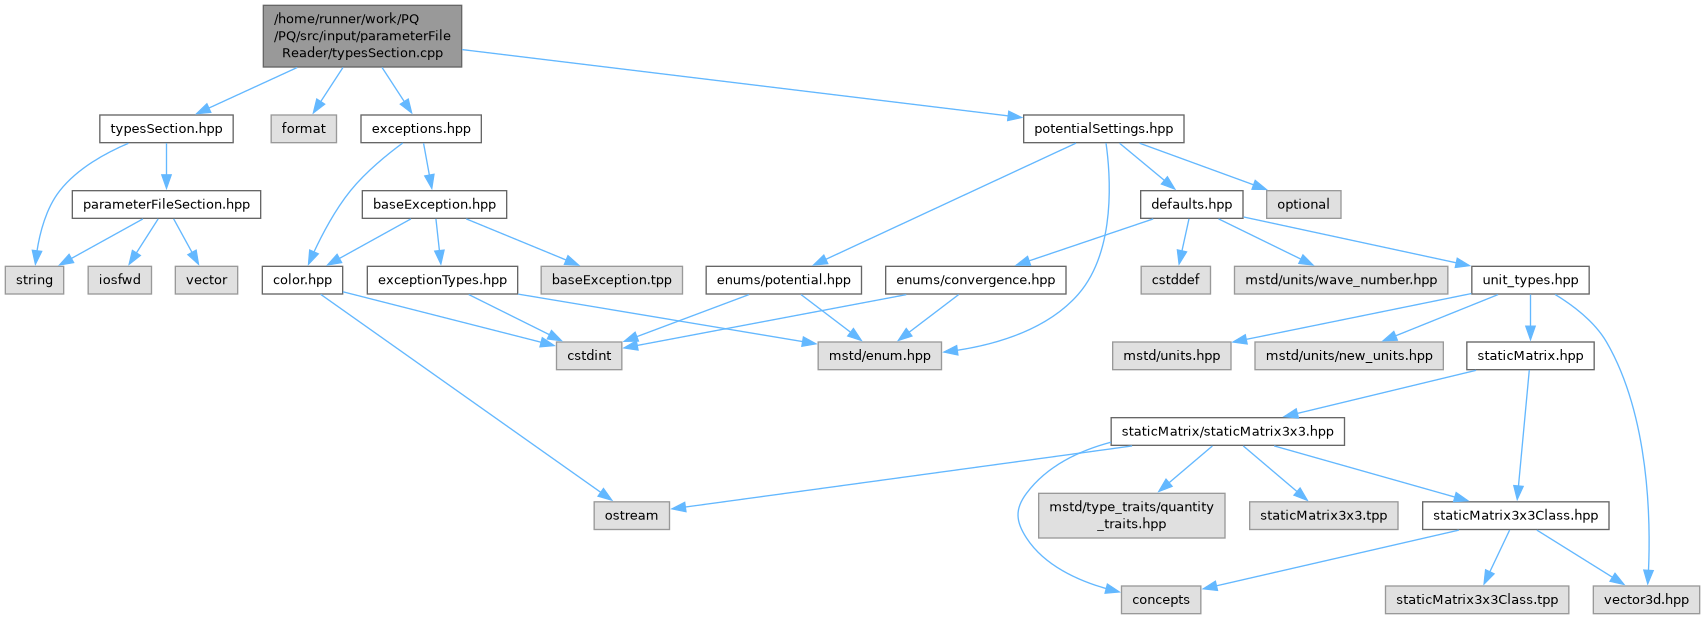 /home/runner/work/PQ
/PQ/src/input/parameterFile
Reader/typesSection.cpp
typesSection.hpp
format
exceptions.hpp
potentialSettings.hpp
parameterFileSection.hpp
baseException.hpp
defaults.hpp
optional
string
iosfwd
vector
color.hpp
exceptionTypes.hpp
baseException.tpp
enums/potential.hpp
enums/convergence.hpp
cstddef
mstd/units/wave_number.hpp
unit_types.hpp
cstdint
mstd/enum.hpp
mstd/units.hpp
mstd/units/new_units.hpp
staticMatrix.hpp
staticMatrix/staticMatrix3x3.hpp
ostream
mstd/type_traits/quantity
_traits.hpp
staticMatrix3x3.tpp
staticMatrix3x3Class.hpp
concepts
staticMatrix3x3Class.tpp
vector3d.hpp